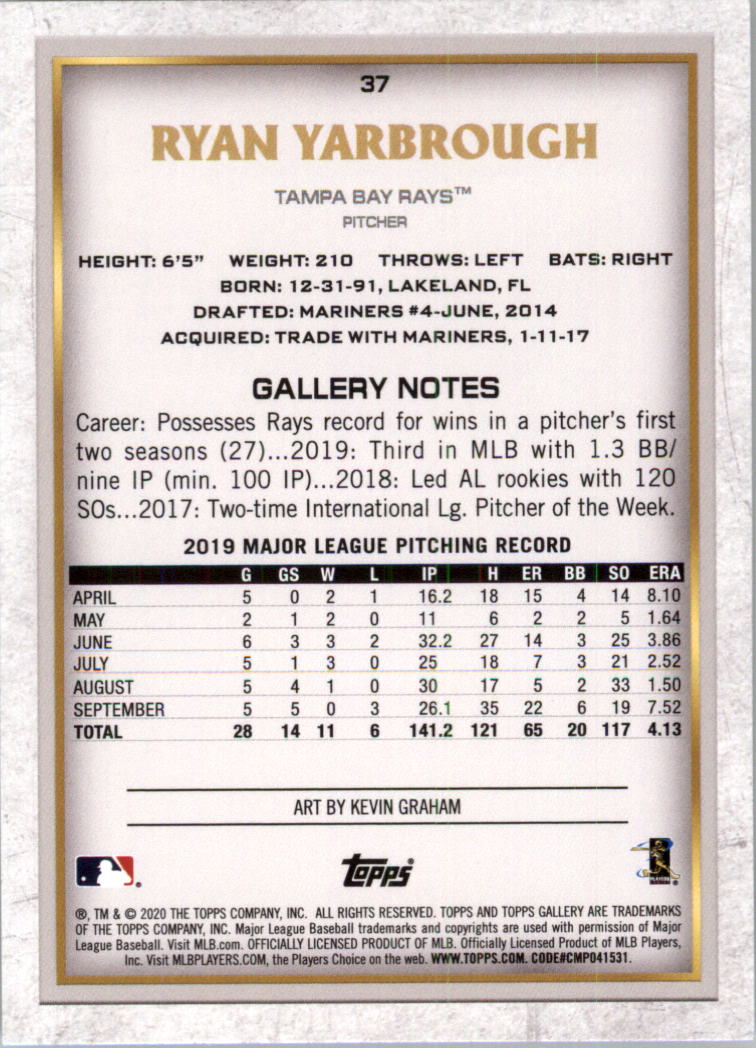 37
RYAN YARBROUGH
TAMPA BAY RAYS™
PITCHER
HEIGHT: 6'5" WEIGHT: 210 THROWS: LEFT BATS: RIGHT
BORN: 12-31-91, LAKELAND, FL
DRAFTED: MARINERS #4-JUNE, 2014
ACQUIRED: TRADE WITH MARINERS, 1-11-17
GALLERY NOTES
Career: Possesses Rays record for wins in a pitcher's first
two seasons (27)...2019: Third in MLB with 1.3 BB/
nine IP (min. 100 IP)...2018: Led AL rookies with 120
SOs...2017: Two-time International Lg. Pitcher of the Week.
2019 MAJOR LEAGUE PITCHING RECORD
G GS W L IP H ER BB SO ERA
APRIL 5 0 2 1 16.2 18 15 4 14 8.10
MAY 2 1 2 0 11 6 2 2 5 1.64
JUNE 6 3 3 2 32.2 27 14 3 25 3.86
JULY 5 1 3 0 25 18 7 3 21 2.52
AUGUST 5 4 1 0 30 17 5 2 33 1.50
SEPTEMBER 5 5 0 3 26.1 35 22 6 19 7.52
TOTAL 28 14 11 6 141.2 121 65 20 117 4.13
ART BY KEVIN GRAHAM
Topps
®, TM & © 2020 THE TOPPS COMPANY, INC. ALL RIGHTS RESERVED. TOPPS AND TOPPS GALLERY ARE TRADEMARKS
OF THE TOPPS COMPANY, INC. Major League Baseball trademarks and copyrights are used with permission of Major
League Baseball. Visit MLB.com. OFFICIALLY LICENSED PRODUCT OF MLB. Officially Licensed Product of MLB Players,
Inc. Visit MLBPLAYERS.COM, the Players Choice on the web. WWW.TOPPS.COM. CODE#CMP041531.